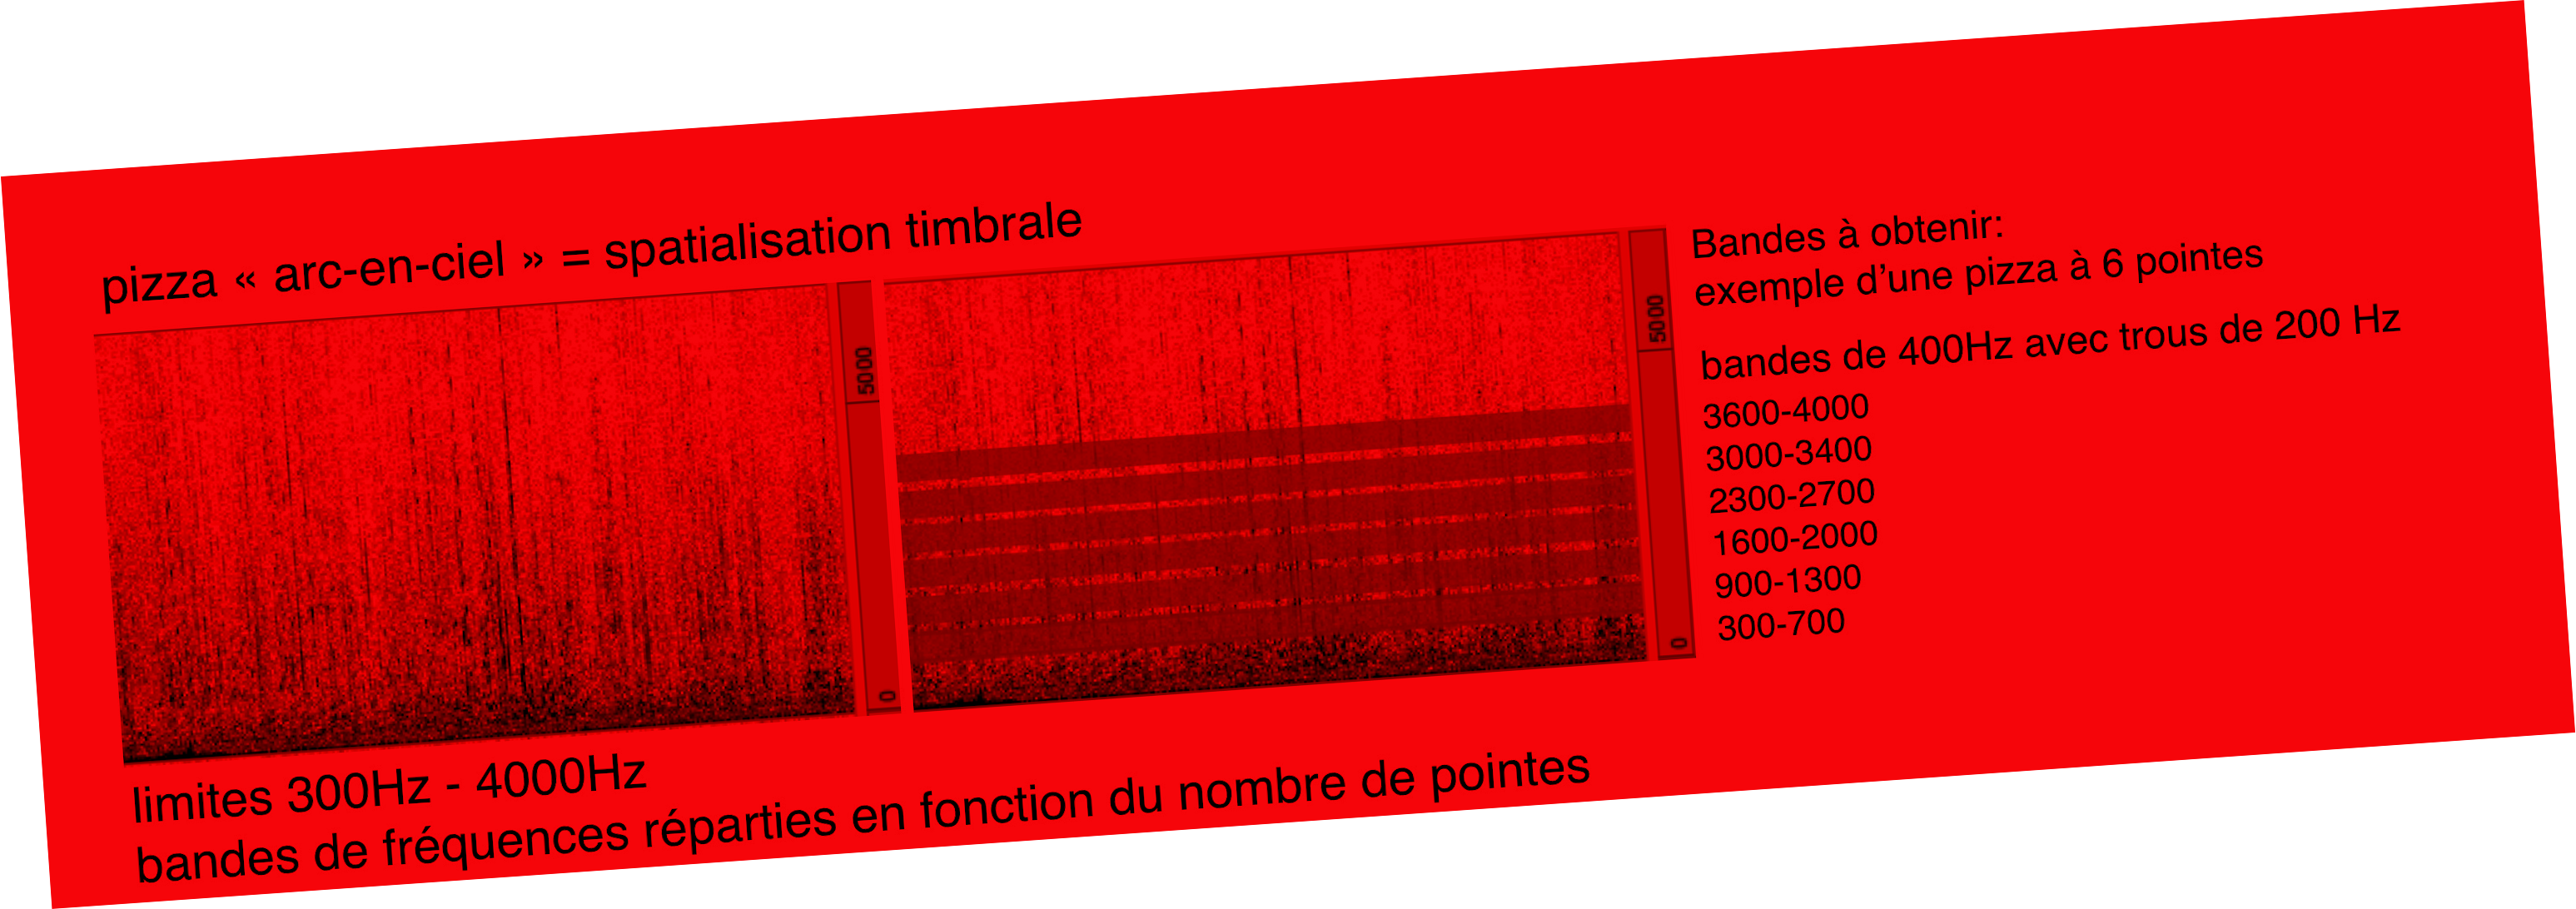 pizza « arc-en-ciel » = spatialisation timbrale
5000
0
5000
0
limites 300Hz - 4000Hz
bandes de fréquences réparties en fonction du nombre de pointes
Bandes à obtenir:
exemple d’une pizza à 6 pointes
bandes de 400Hz avec trous de 200 Hz
3600-4000
3000-3400
2300-2700
1600-2000
900-1300
300-700